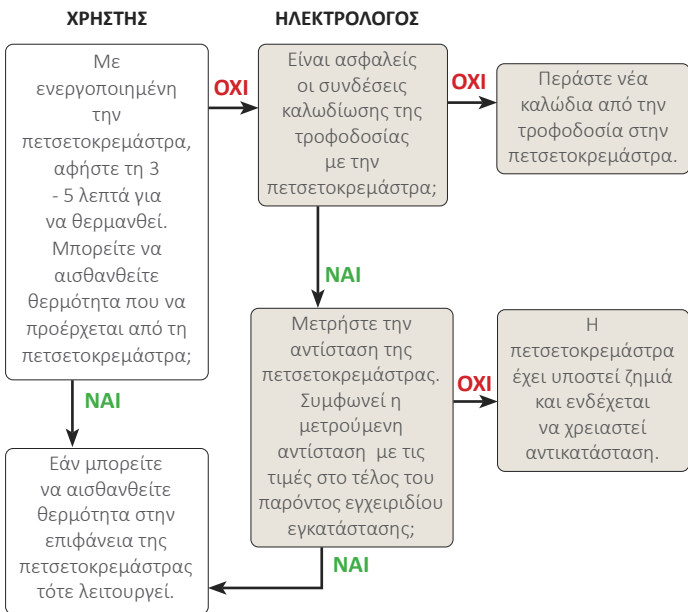 ΧΡΗΣΤΗΣ
ΗΛΕΚΤΡΟΛΟΓΟΣ
Με
ενεργοποιημένη
την
πετσετοκρεμάστρα,
αφήστε τη 3
- 5 λεπτά για
να θερμανθεί.
Μπορείτε να
αισθανθείτε
θερμότητα που να
προέρχεται από τη
πετσετοκρεμάστρα;
ΟΧΙ
Είναι ασφαλείς
οι συνδέσεις
καλωδίωσης της
τροφοδοσίας
με την
πετσετοκρεμάστρα;
ΟΧΙ
Περάστε νέα
καλώδια από την
τροφοδοσία στην
πετσετοκρεμάστρα.
ΝΑΙ
Μετρήστε την
αντίσταση της
πετσετοκρεμάστρας.
Συμφωνεί η
μετρούμενη
αντίσταση με τις
τιμές στο τέλος του
παρόντος εγχειριδίου
εγκατάστασης;
ΟΧΙ
Η
πετσετοκρεμάστρα
έχει υποστεί ζημιά
και ενδέχεται
να χρειαστεί
αντικατάσταση.
ΝΑΙ
Εάν μπορείτε
να αισθανθείτε
θερμότητα στην
επιφάνεια της
πετσετοκρεμάστρας
τότε λειτουργεί.
ΝΑΙ